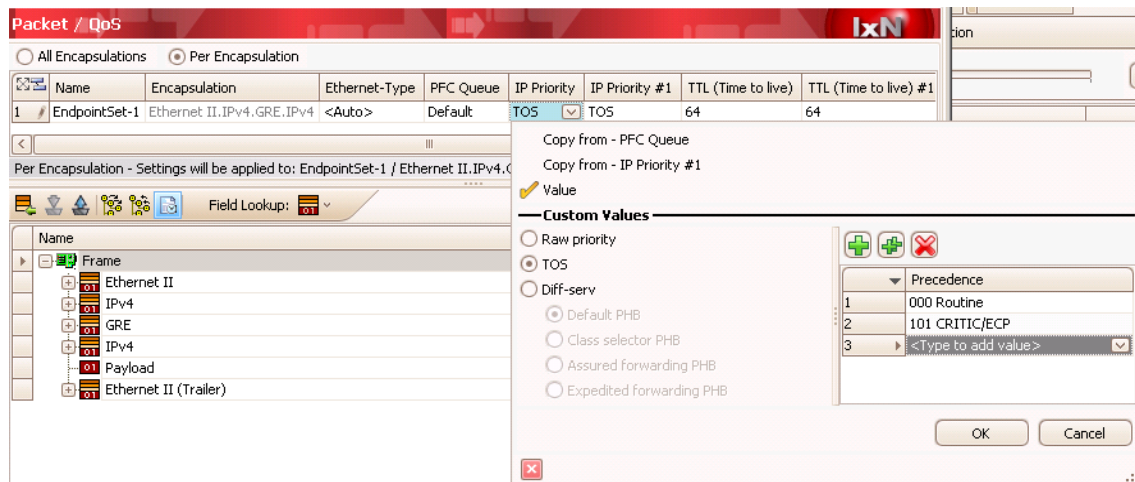 Packet / QoS
IxN
tion
All Encapsulations Per Encapsulation
Name Encapsulation Ethernet-Type PFC Queue IP Priority IP Priority #1 TTL (Time to live) TTL (Time to live) #1
1 EndpointSet-1 Ethernet II.IPv4.GRE.IPv4 <Auto> Default TOS TOS 64 64
Per Encapsulation - Settings will be applied to: EndpointSet-1 / Ethernet II.IPv4.G
Field Lookup:
Name
Frame
Ethernet II
IPv4
GRE
IPv4
Payload
Ethernet II (Trailer)
Copy from - PFC Queue
Copy from - IP Priority #1
Value
Custom Values
Raw priority
TOS
Diff-serv
Default PHB
Class selector PHB
Assured forwarding PHB
Expedited forwarding PHB
Precedence
1 000 Routine
2 101 CRITIC/ECP
3 <Type to add value>
OK Cancel